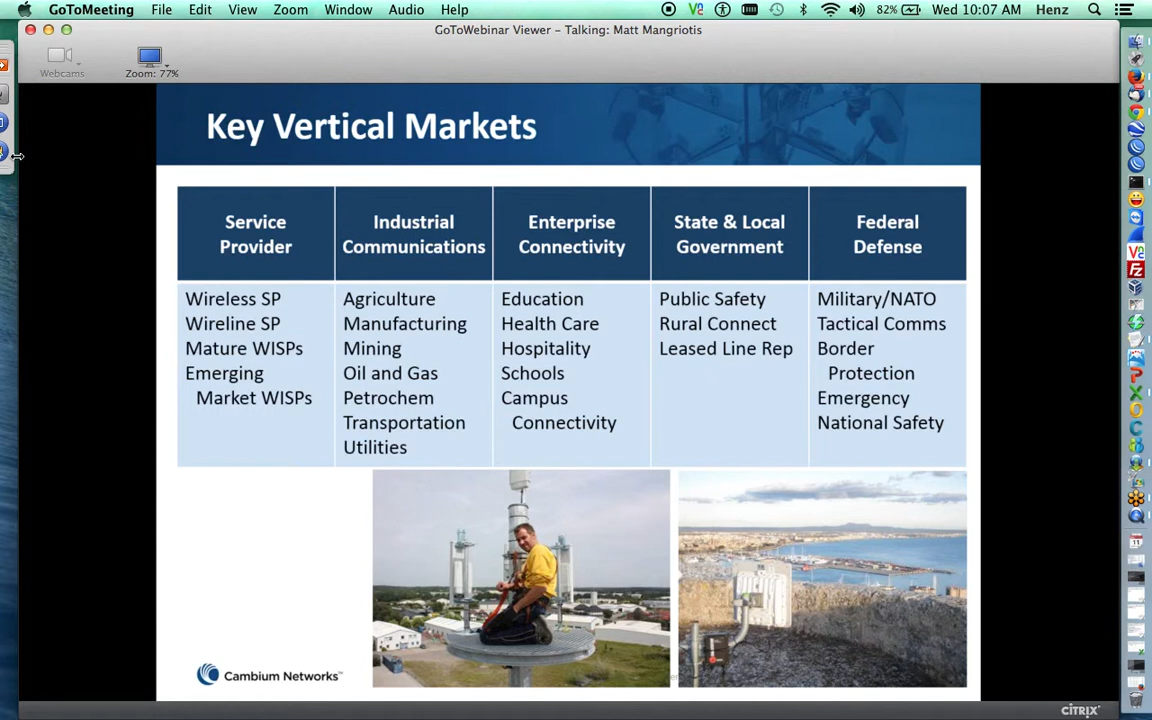 GoToMeeting File Edit View Zoom Window Audio Help 82% Wed 10:07 AM Henz
GoToWebinar Viewer – Talking: Matt Mangriotis
Webcams
Zoom: 77%
Key Vertical Markets
Service
Provider
Wireless SP
Wireline SP
Mature WISPs
Emerging
Market WISPs
Industrial
Communications
Agriculture
Manufacturing
Mining
Oil and Gas
Petrochem
Transportation
Utilities
Enterprise
Connectivity
Education
Health Care
Hospitality
Schools
Campus
Connectivity
State & Local
Government
Public Safety
Rural Connect
Leased Line Rep
Federal
Defense
Military/NATO
Tactical Comms
Border
Protection
Emergency
National Safety
Cambium Networks™
CITRIX